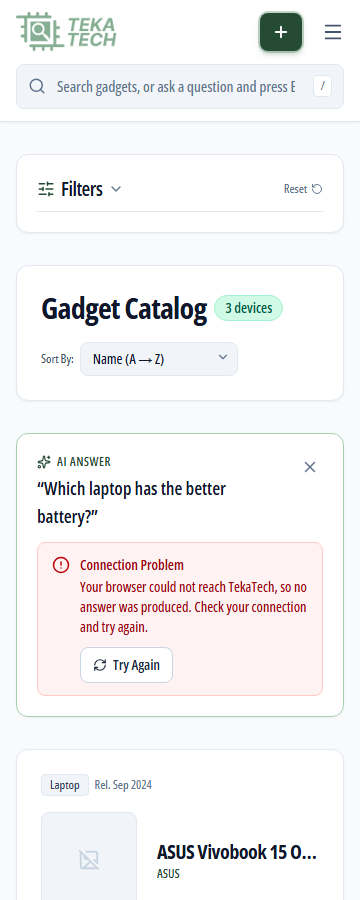 TEKA
TECH
Search gadgets, or ask a question and press E
/
Filters
Reset
Gadget Catalog
3 devices
Sort By:
Name (A → Z)
AI ANSWER
“Which laptop has the better
battery?”
Connection Problem
Your browser could not reach TekaTech, so no
answer was produced. Check your connection
and try again.
Try Again
Laptop
Rel. Sep 2024
ASUS Vivobook 15 O...
ASUS